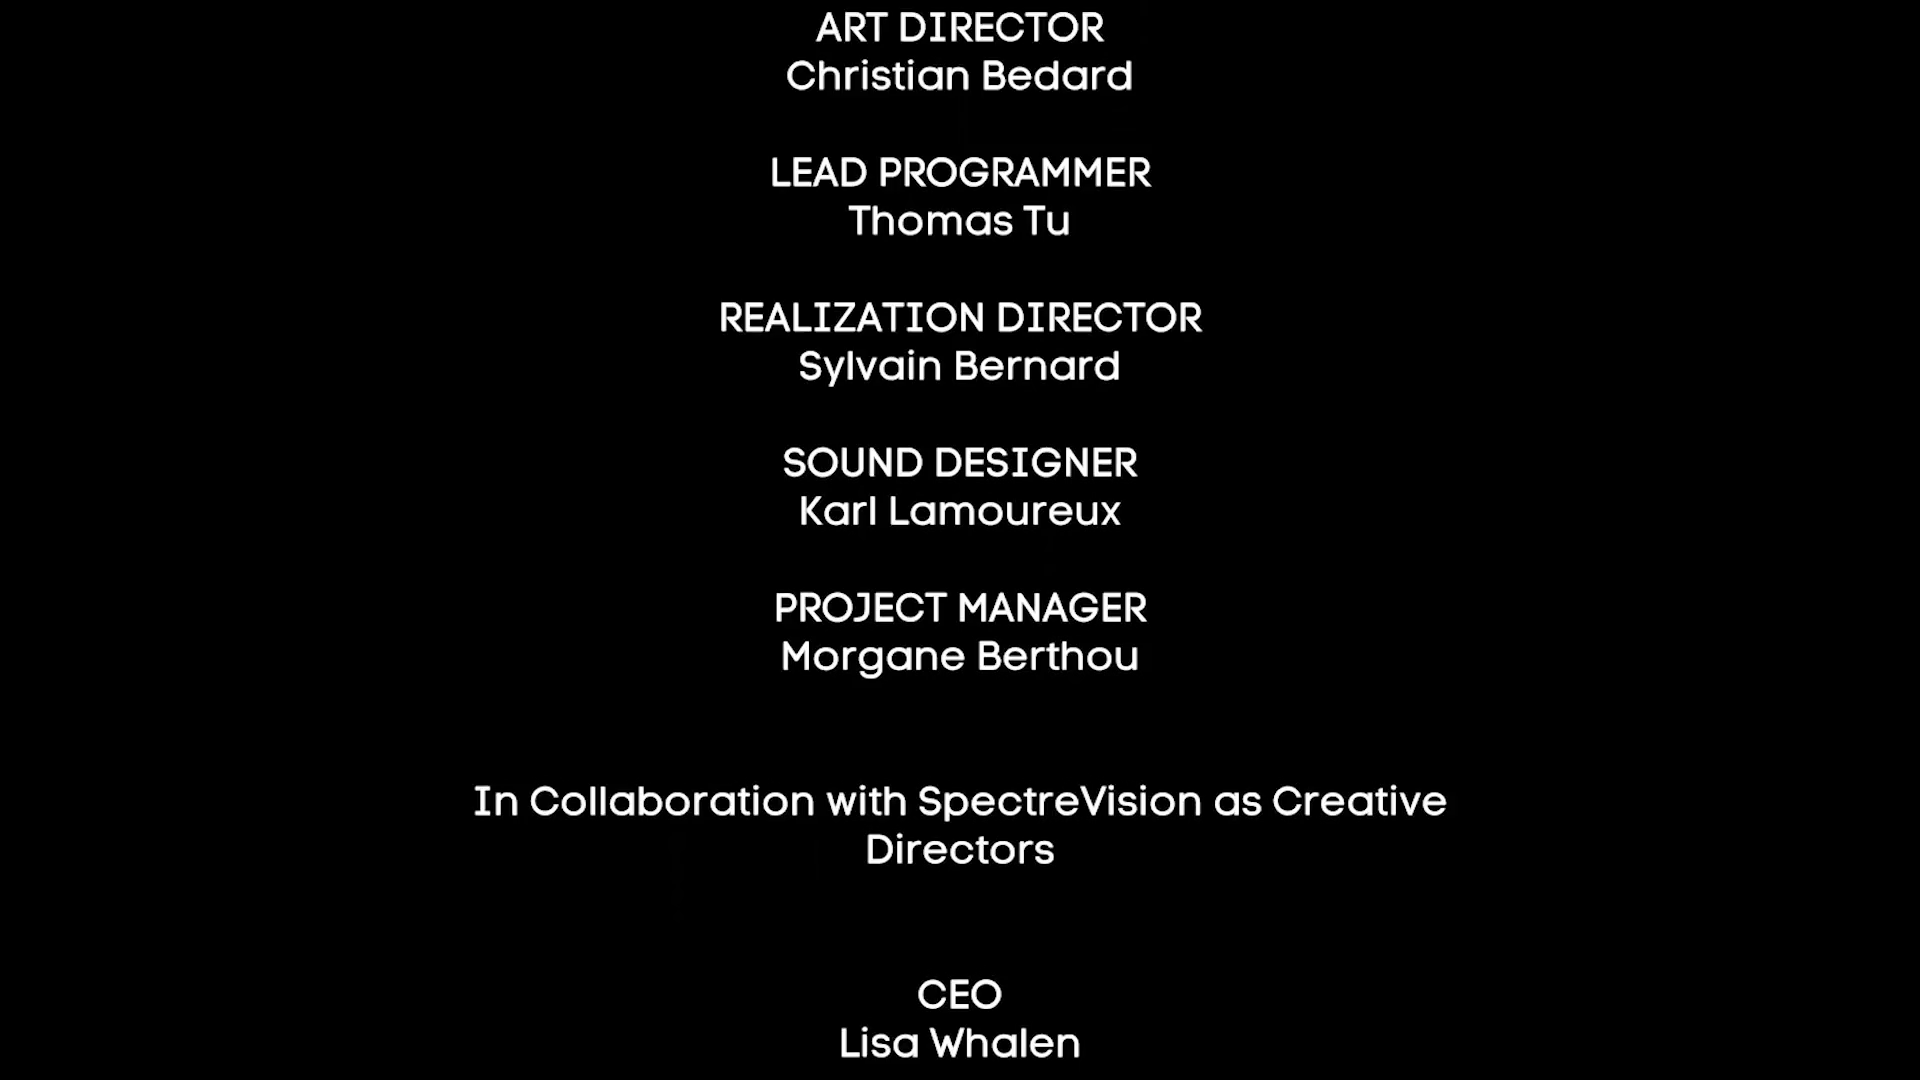 ART DIRECTOR
Christian Bedard
LEAD PROGRAMMER
Thomas Tu
REALIZATION DIRECTOR
Sylvain Bernard
SOUND DESIGNER
Karl Lamoureux
PROJECT MANAGER
Morgane Berthou
In Collaboration with SpectreVision as Creative
Directors
CEO
Lisa Whalen